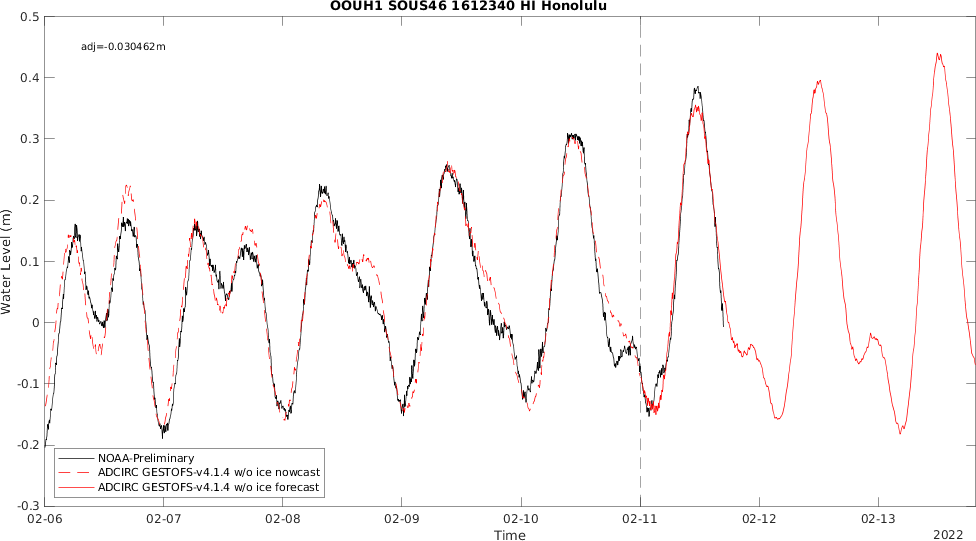 OOUH1 SOUS46 1612340 HI Honolulu
adj=-0.030462m
0.5
0.4
0.3
0.2
0.1
0
-0.1
-0.2
-0.3
Water Level (m)
NOAA-Preliminary
ADCIRC GESTOFS-v4.1.4 w/o ice nowcast
ADCIRC GESTOFS-v4.1.4 w/o ice forecast
02-06 02-07 02-08 02-09 02-10 02-11 02-12 02-13
Time
2022